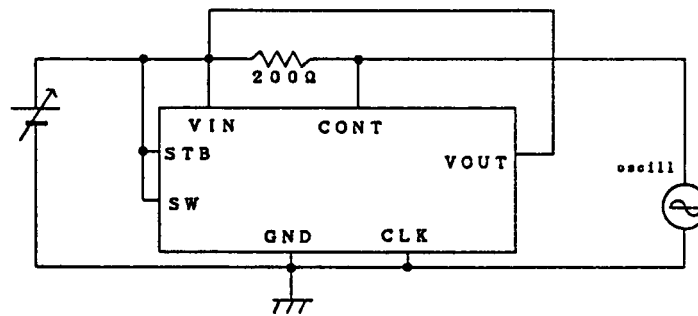 200Ω
VIN
CONT
STB
VOUT
oscill
SW
GND
CLK